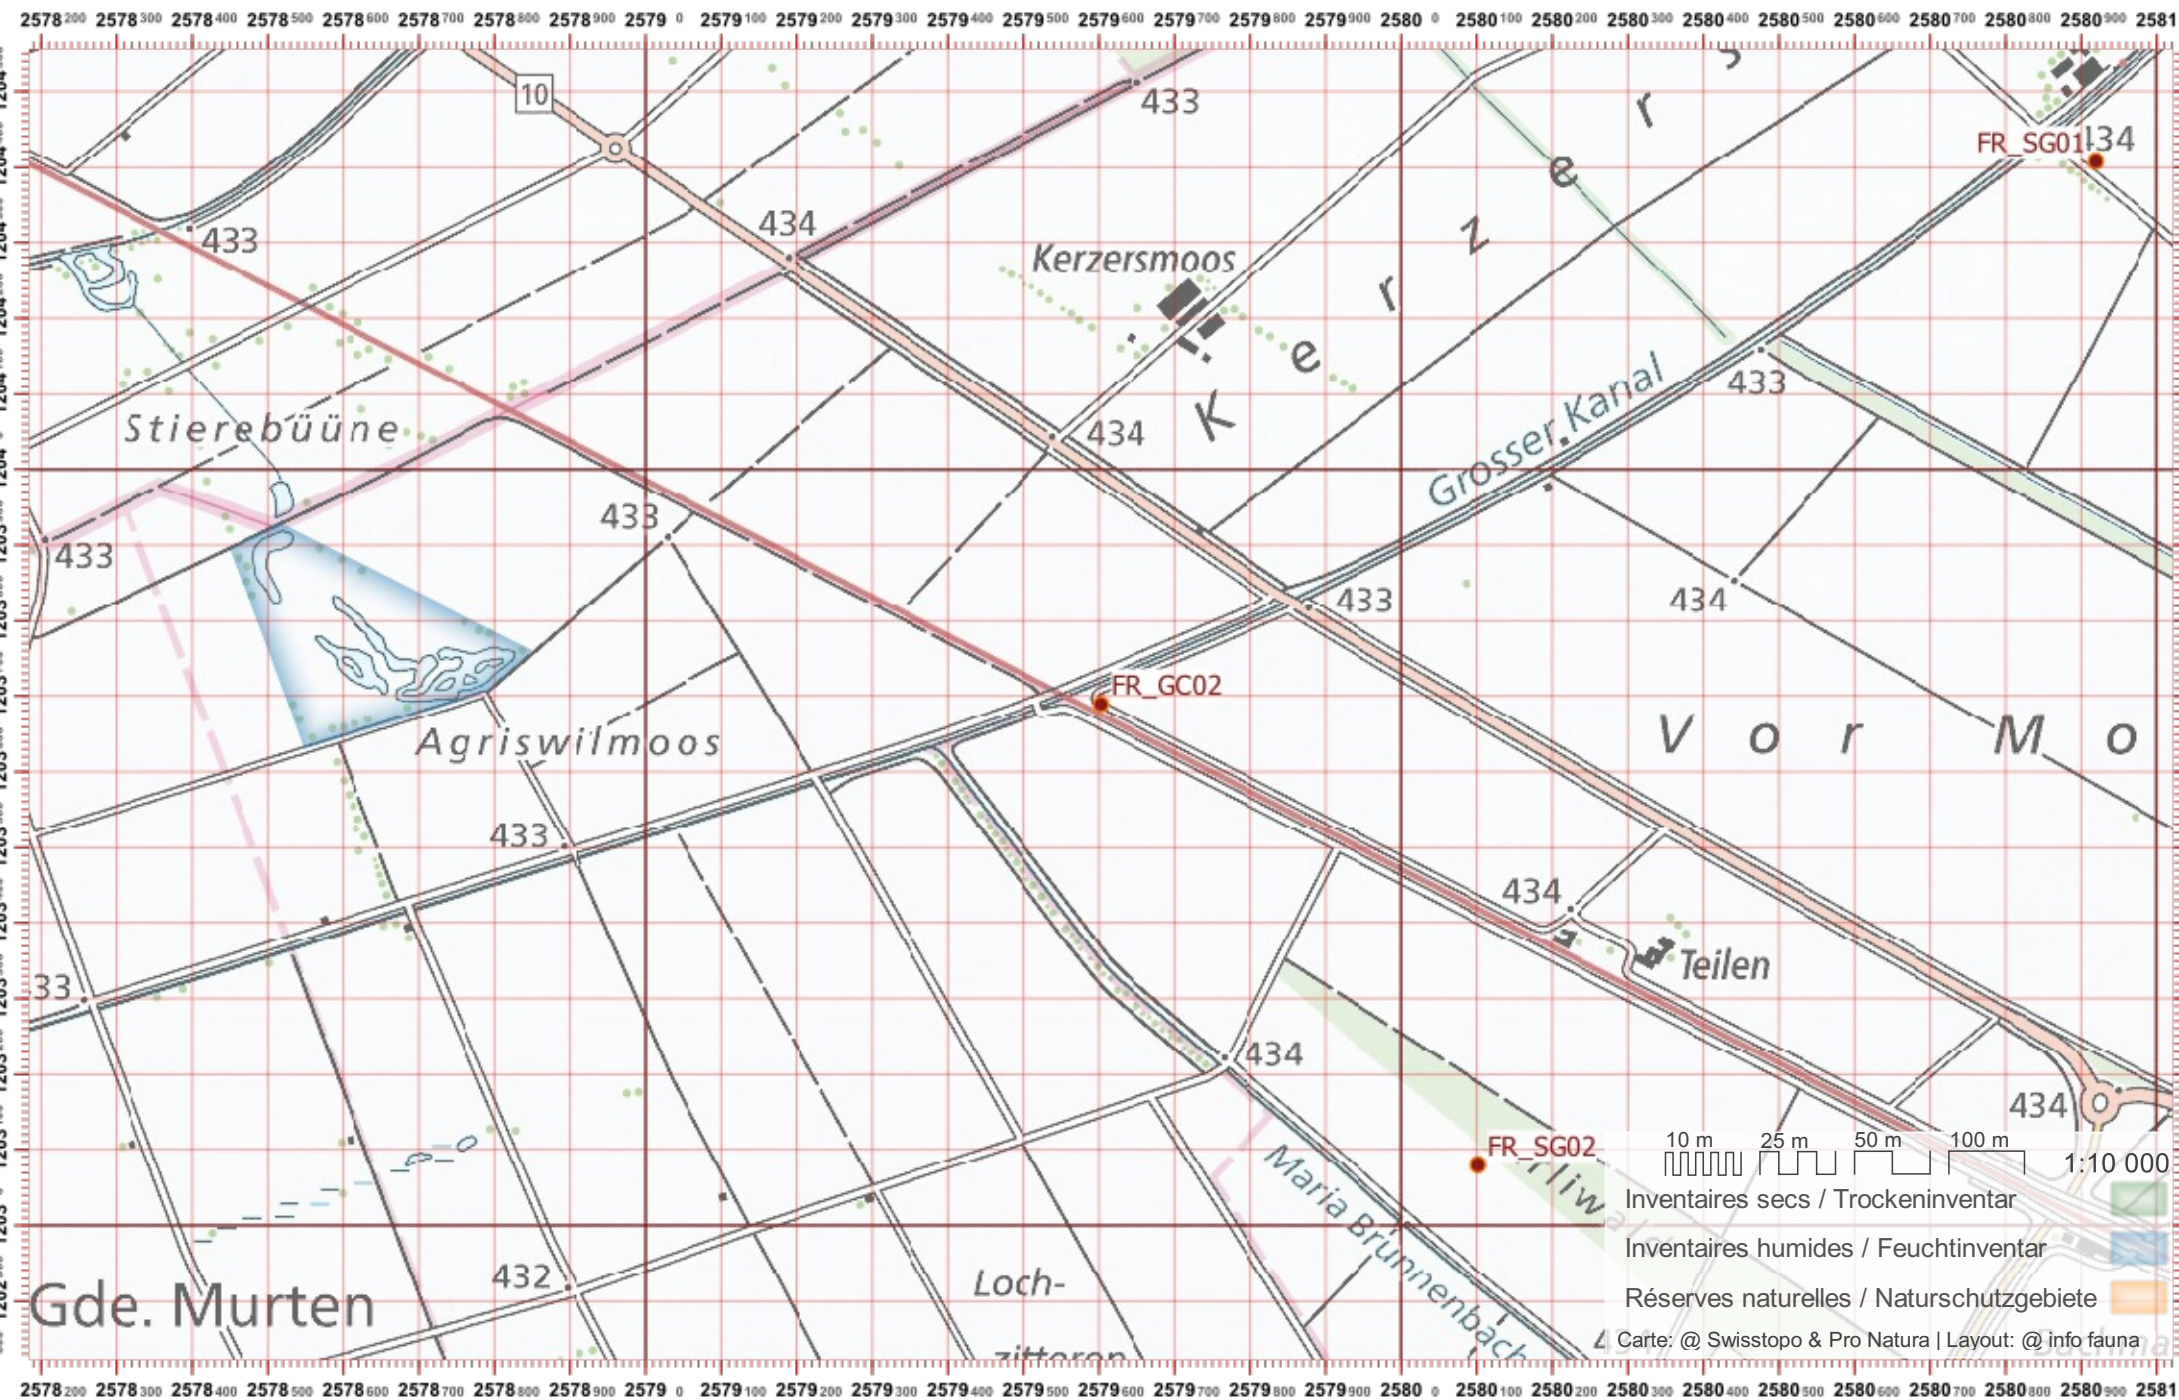 2578 200 2578 300 2578 400 2578 500 2578 600 2578 700 2578 800 2578 900 2579 0 2579 100 2579 200 2579 300 2579 400 2579 500 2579 600 2579 700 2579 800 2579 900 2580 0 2580 100 2580 200 2580 300 2580 400 2580 500 2580 600 2580 700 2580 800 2580 900 2581
10
433
434
FR_SG01
434
433
Kerzersmoos
K e r z e r s
433
434
Stierebüüne
Grosser Kanal
433
433
433
434
FR_GC02
Agriswilmoos
Vor Mo
433
434
Teilen
33
434
434
FR_SG02
10 m 25 m 50 m 100 m
1:10 000
Maria Brunnenbach
Inventaires secs / Trockeninventar
Inventaires humides / Feuchtinventar
432
Loch-
Gde. Murten
Réserves naturelles / Naturschutzgebiete
Carte: @ Swisstopo & Pro Natura | Layout: @ info fauna
zitteren
2578 200 2578 300 2578 400 2578 500 2578 600 2578 700 2578 800 2578 900 2579 0 2579 100 2579 200 2579 300 2579 400 2579 500 2579 600 2579 700 2579 800 2579 900 2580 0 2580 100 2580 200 2580 300 2580 400 2580 500 2580 600 2580 700 2580 800 2580 900 2581